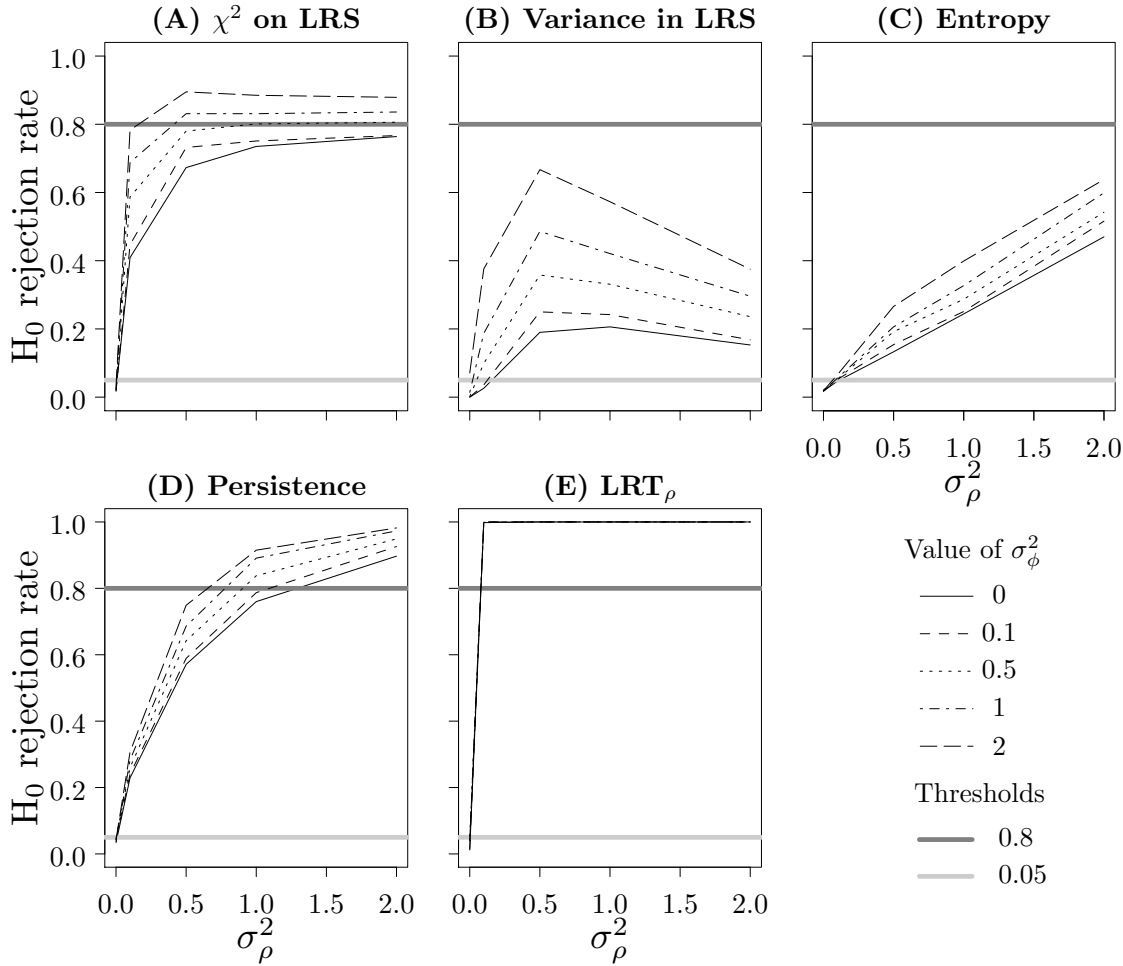 (A) χ² on LRS
(B) Variance in LRS
(C) Entropy
H₀ rejection rate
1.0
0.8
0.6
0.4
0.2
0.0
0.0 0.5 1.0 1.5 2.0
σ²ρ
(D) Persistence
(E) LRTρ
H₀ rejection rate
1.0
0.8
0.6
0.4
0.2
0.0
0.0 0.5 1.0 1.5 2.0
σ²ρ
0.0 0.5 1.0 1.5 2.0
σ²ρ
Value of σ²ϕ
0
0.1
0.5
1
2
Thresholds
0.8
0.05